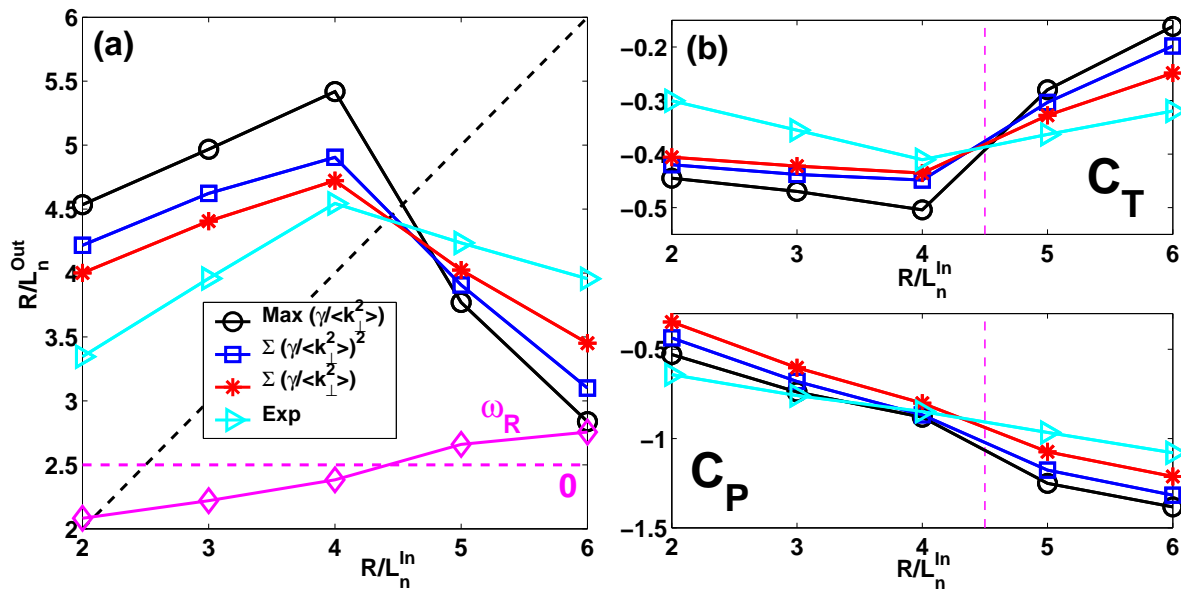 (a)
6
5.5
5
4.5
4
3.5
3
2.5
2
R/L_n^Out
Max (γ/<k_⊥^2>)
Σ (γ/<k_⊥^2>)^2
Σ (γ/<k_⊥^2>)
Exp
ω_R
0
2 3 4 5 6
R/L_n^In
(b)
−0.2
−0.3
−0.4
−0.5
C_T
2 3 4 5 6
R/L_n^In
−0.5
−1
−1.5
C_P
2 3 4 5 6
R/L_n^In